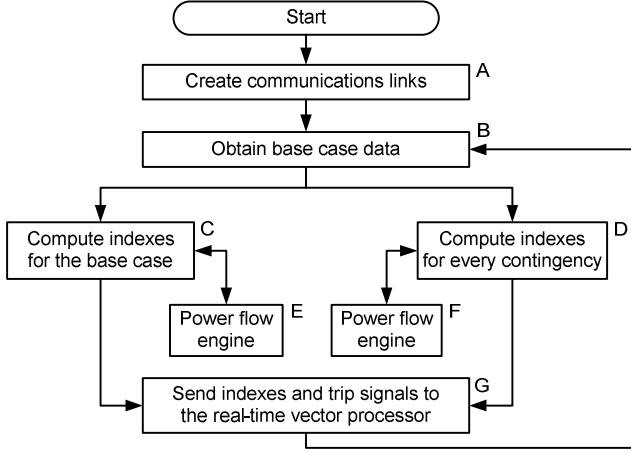 Start
Create communications links
A
Obtain base case data
B
Compute indexes
for the base case
C
Compute indexes
for every contingency
D
Power flow
engine
E
Power flow
engine
F
Send indexes and trip signals to
the real-time vector processor
G